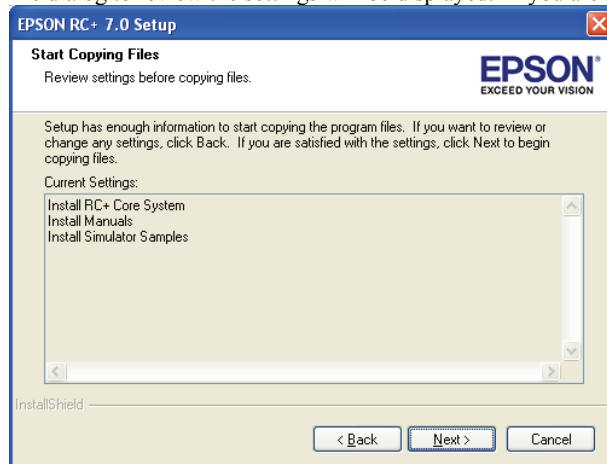 EPSON RC+ 7.0 Setup
Start Copying Files
Review settings before copying files.
EPSON®
EXCEED YOUR VISION
Setup has enough information to start copying the program files. If you want to review or
change any settings, click Back. If you are satisfied with the settings, click Next to begin
copying files.
Current Settings:
Install RC+ Core System
Install Manuals
Install Simulator Samples
InstallShield
< Back
Next >
Cancel